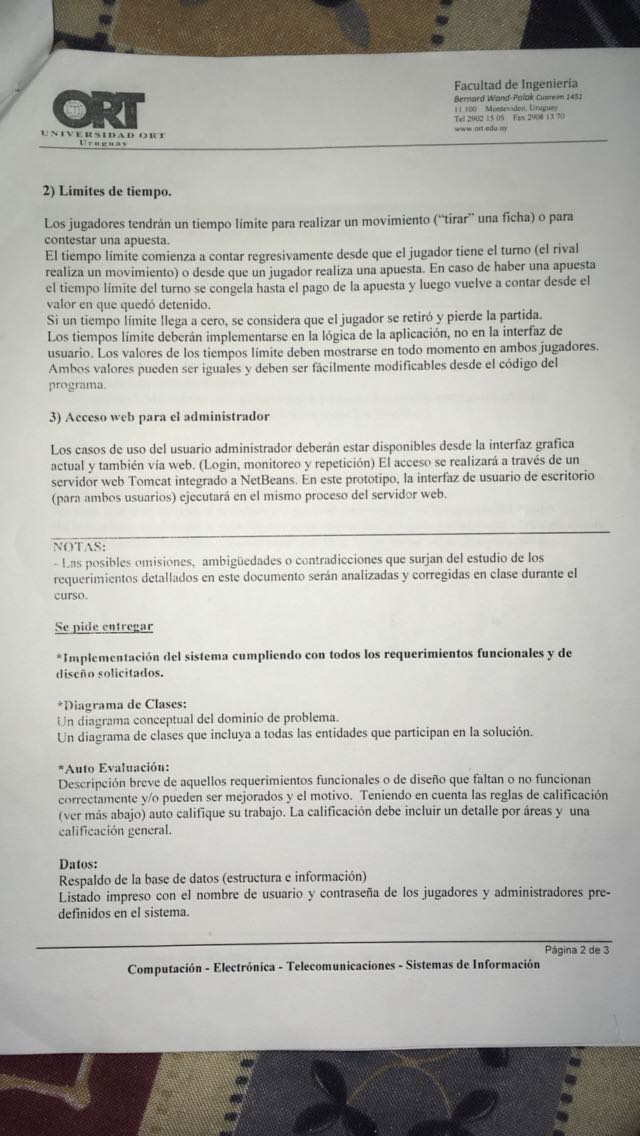 ORT
UNIVERSIDAD ORT
Uruguay
Facultad de Ingeniería
Bernard Wand-Polak Cuareim 1451
11 100 Montevideo, Uruguay
Tel 2902 15 05 Fax 2908 13 70
www.ort.edu.uy
2) Limites de tiempo.
Los jugadores tendrán un tiempo límite para realizar un movimiento (“tirar” una ficha) o para
contestar una apuesta.
El tiempo límite comienza a contar regresivamente desde que el jugador tiene el turno (el rival
realiza un movimiento) o desde que un jugador realiza una apuesta. En caso de haber una apuesta
el tiempo límite del turno se congela hasta el pago de la apuesta y luego vuelve a contar desde el
valor en que quedó detenido.
Si un tiempo límite llega a cero, se considera que el jugador se retiró y pierde la partida.
Los tiempos límite deberán implementarse en la lógica de la aplicación, no en la interfaz de
usuario. Los valores de los tiempos límite deben mostrarse en todo momento en ambos jugadores.
Ambos valores pueden ser iguales y deben ser fácilmente modificables desde el código del
programa.
3) Acceso web para el administrador
Los casos de uso del usuario administrador deberán estar disponibles desde la interfaz grafica
actual y también vía web. (Login, monitoreo y repetición) El acceso se realizará a través de un
servidor web Tomcat integrado a NetBeans. En este prototipo, la interfaz de usuario de escritorio
(para ambos usuarios) ejecutará en el mismo proceso del servidor web.
NOTAS:
- Las posibles omisiones, ambigüedades o contradicciones que surjan del estudio de los
requerimientos detallados en este documento serán analizadas y corregidas en clase durante el
curso.
Se pide entregar
*Implementación del sistema cumpliendo con todos los requerimientos funcionales y de
diseño solicitados.
*Diagrama de Clases:
Un diagrama conceptual del dominio de problema.
Un diagrama de clases que incluya a todas las entidades que participan en la solución.
*Auto Evaluación:
Descripción breve de aquellos requerimientos funcionales o de diseño que faltan o no funcionan
correctamente y/o pueden ser mejorados y el motivo. Teniendo en cuenta las reglas de calificación
(ver más abajo) auto califique su trabajo. La calificación debe incluir un detalle por áreas y una
calificación general.
Datos:
Respaldo de la base de datos (estructura e información)
Listado impreso con el nombre de usuario y contraseña de los jugadores y administradores pre-
definidos en el sistema.
Página 2 de 3
Computación - Electrónica - Telecomunicaciones - Sistemas de Información